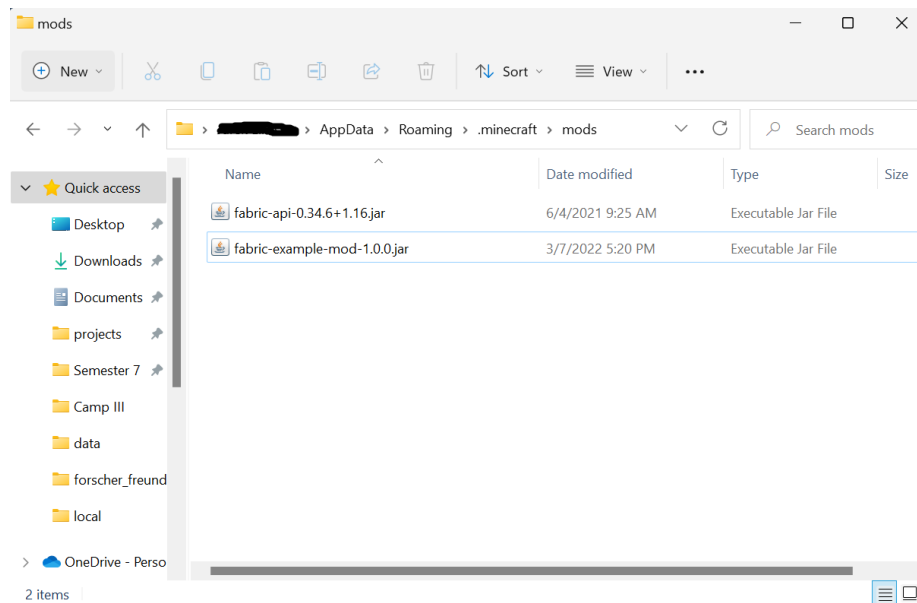 mods
New
Sort
View
AppData > Roaming > .minecraft > mods
Search mods
Name
Date modified
Type
Size
fabric-api-0.34.6+1.16.jar
6/4/2021 9:25 AM
Executable Jar File
fabric-example-mod-1.0.0.jar
3/7/2022 5:20 PM
Executable Jar File
Quick access
Desktop
Downloads
Documents
projects
Semester 7
Camp III
data
forscher_freund
local
OneDrive - Perso
2 items